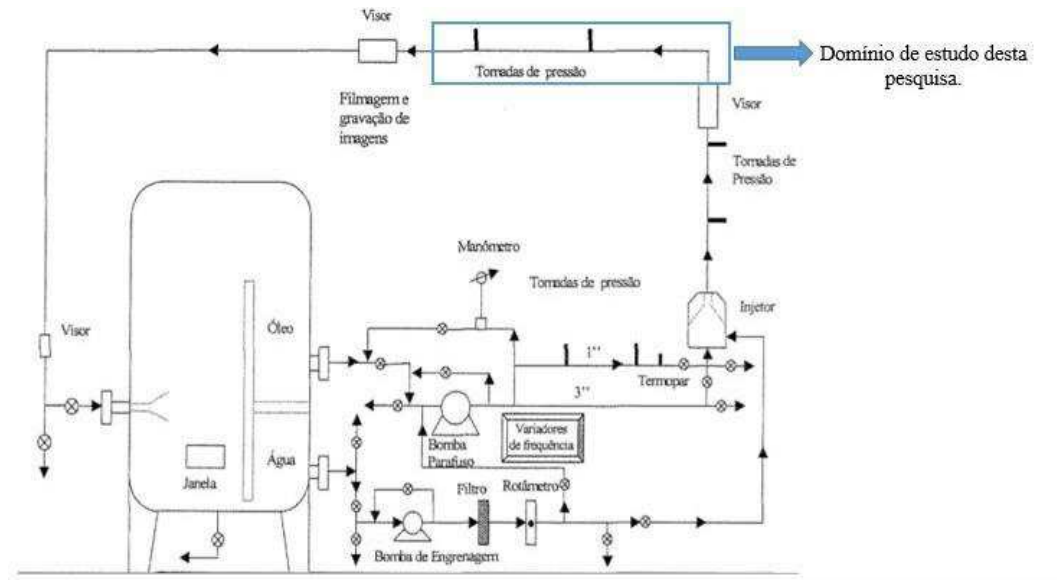 Visor
Tomadas de pressão
Domínio de estudo desta
pesquisa.
Filmagem e
gravação de
imagens
Visor
Tomadas de
Pressão
Manômetro
Tomadas de pressão
Injetor
Visor
Óleo
1’’
Termopar
3’’
Variadores
de frequência
Bomba
Parafuso
Água
Janela
Filtro
Rotâmetro
Bomba de Engrenagem